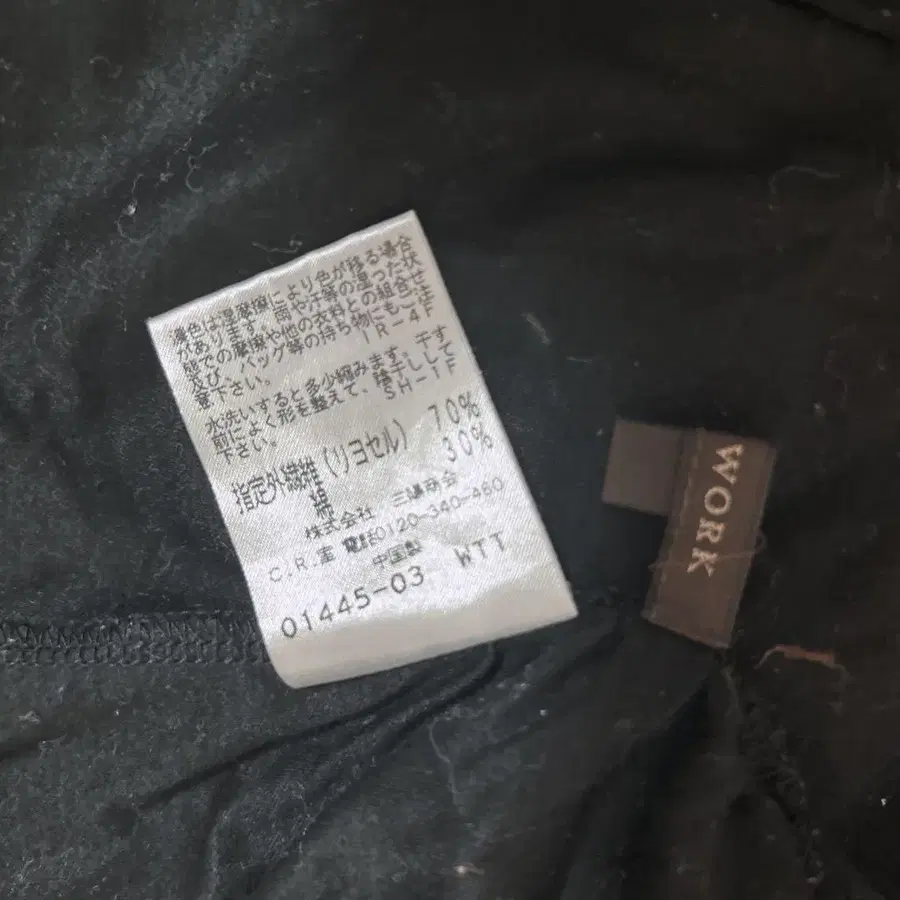 濃色は湿摩擦により色が移る場合
があります。雨や汗等の湿った状
態での摩擦や他の衣料との組合せ
及び、バッグ等の持ち物にもご
登下さい。 IR-I4F
水洗いすると多少縮みます。干す
前によく形を整えて、陰干しして
下さい。 SH-IF
指定外繊維(リヨセル) 70%
綿 30%
株式会社 三陽商会
C.R.室 電話0120-340-460
中国製
01445-03 WTT
WORK